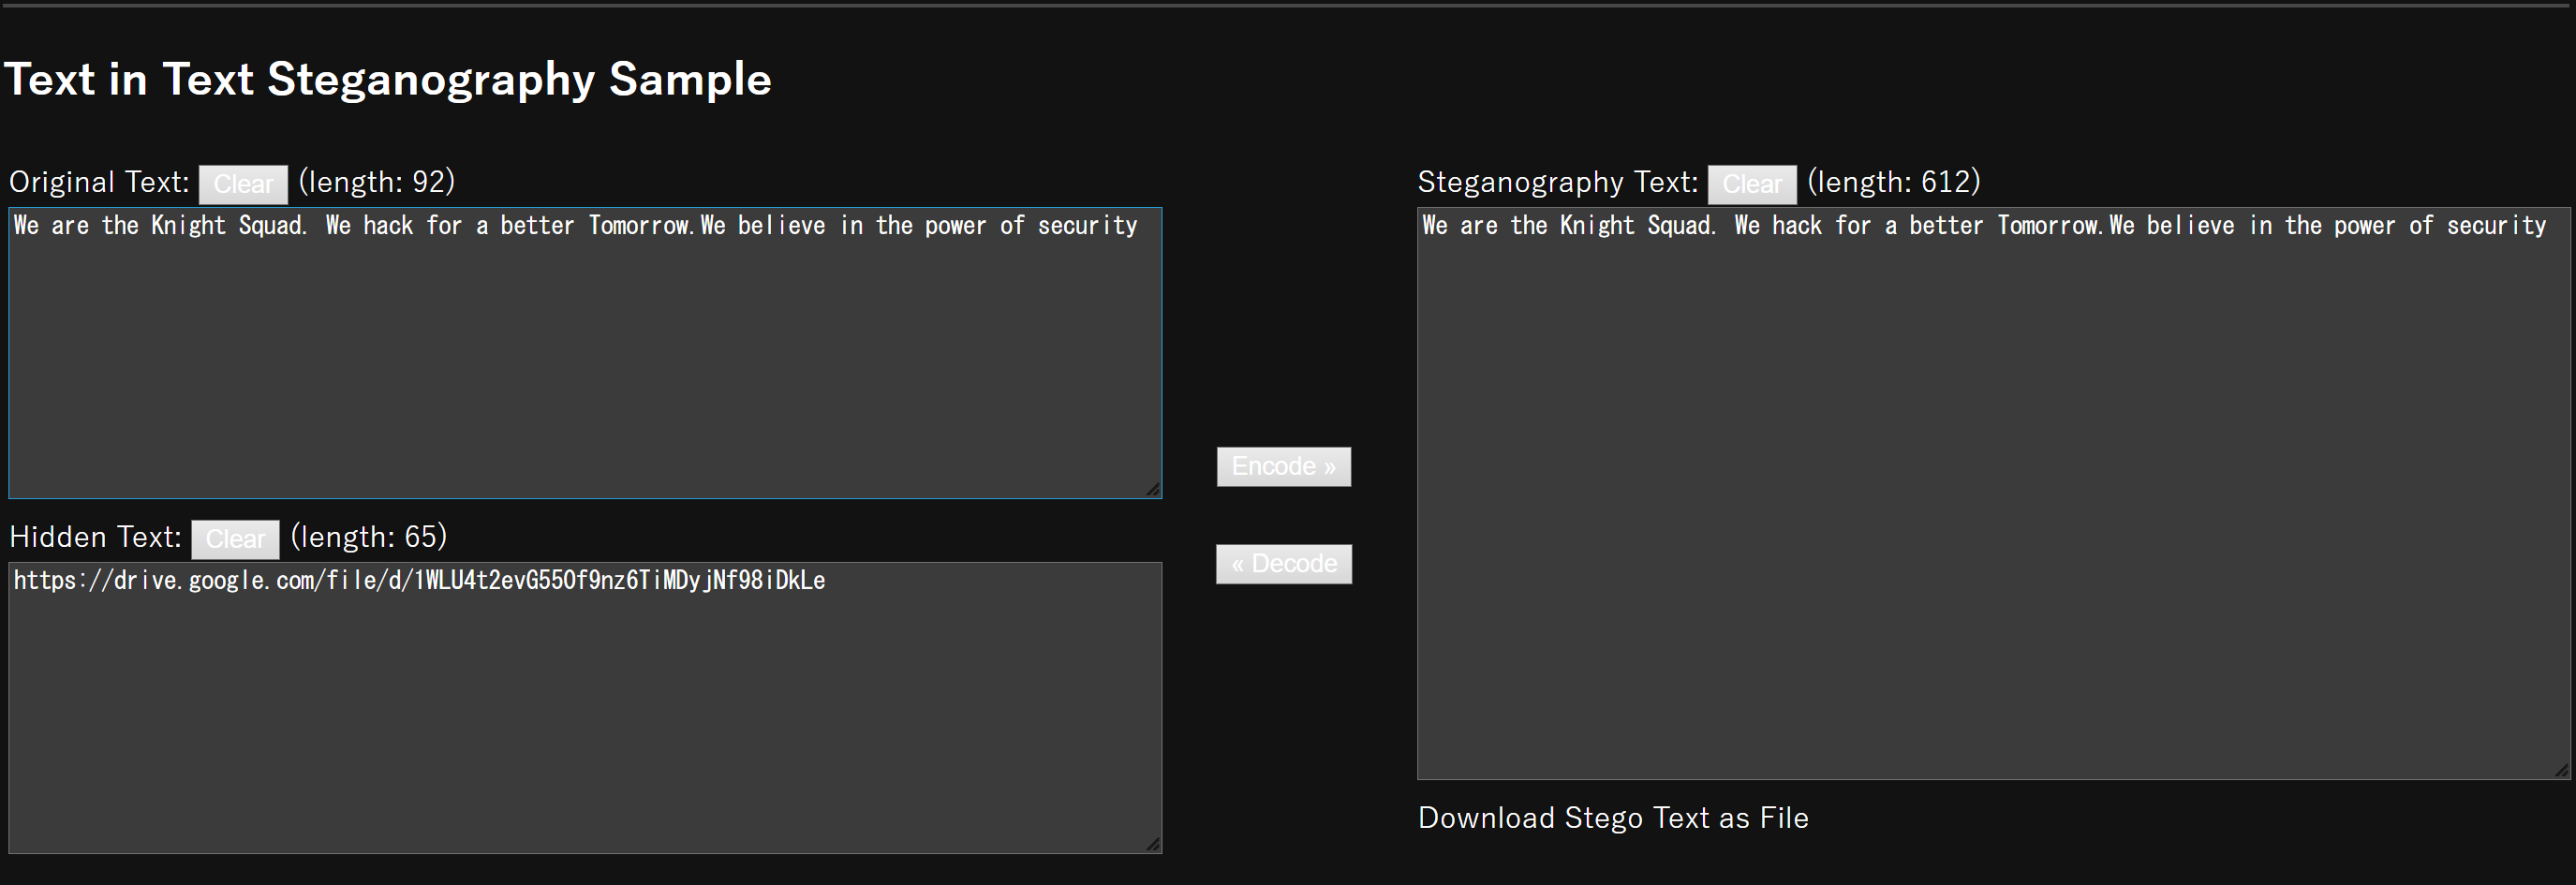 Text in Text Steganography Sample
Original Text: Clear (length: 92)
We are the Knight Squad. We hack for a better Tomorrow.We believe in the power of security
Hidden Text: Clear (length: 65)
https://drive.google.com/file/d/1WLU4t2evG55Of9nz6TiMDyjNf98iDkLe
Encode »
« Decode
Steganography Text: Clear (length: 612)
We are the Knight Squad. We hack for a better Tomorrow.We believe in the power of security
Download Stego Text as File